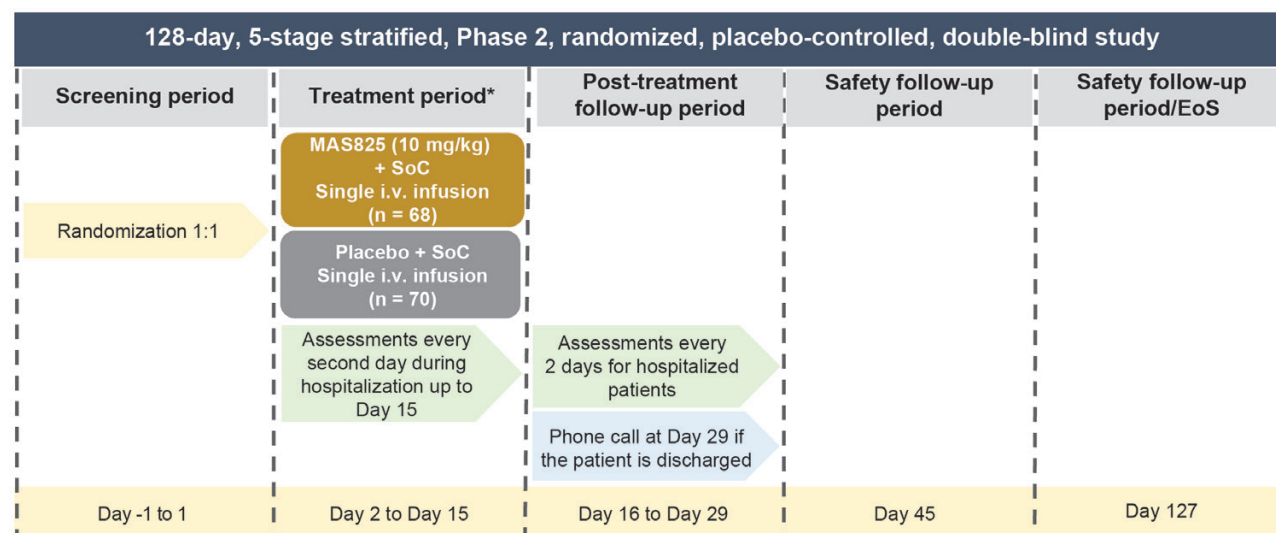 128-day, 5-stage stratified, Phase 2, randomized, placebo-controlled, double-blind study
Screening period
Treatment period*
Post-treatment
follow-up period
Safety follow-up
period
Safety follow-up
period/EoS
MAS825 (10 mg/kg)
+ SoC
Single i.v. infusion
(n = 68)
Randomization 1:1
Placebo + SoC
Single i.v. infusion
(n = 70)
Assessments every
second day during
hospitalization up to
Day 15
Assessments every
2 days for hospitalized
patients
Phone call at Day 29 if
the patient is discharged
Day -1 to 1
Day 2 to Day 15
Day 16 to Day 29
Day 45
Day 127